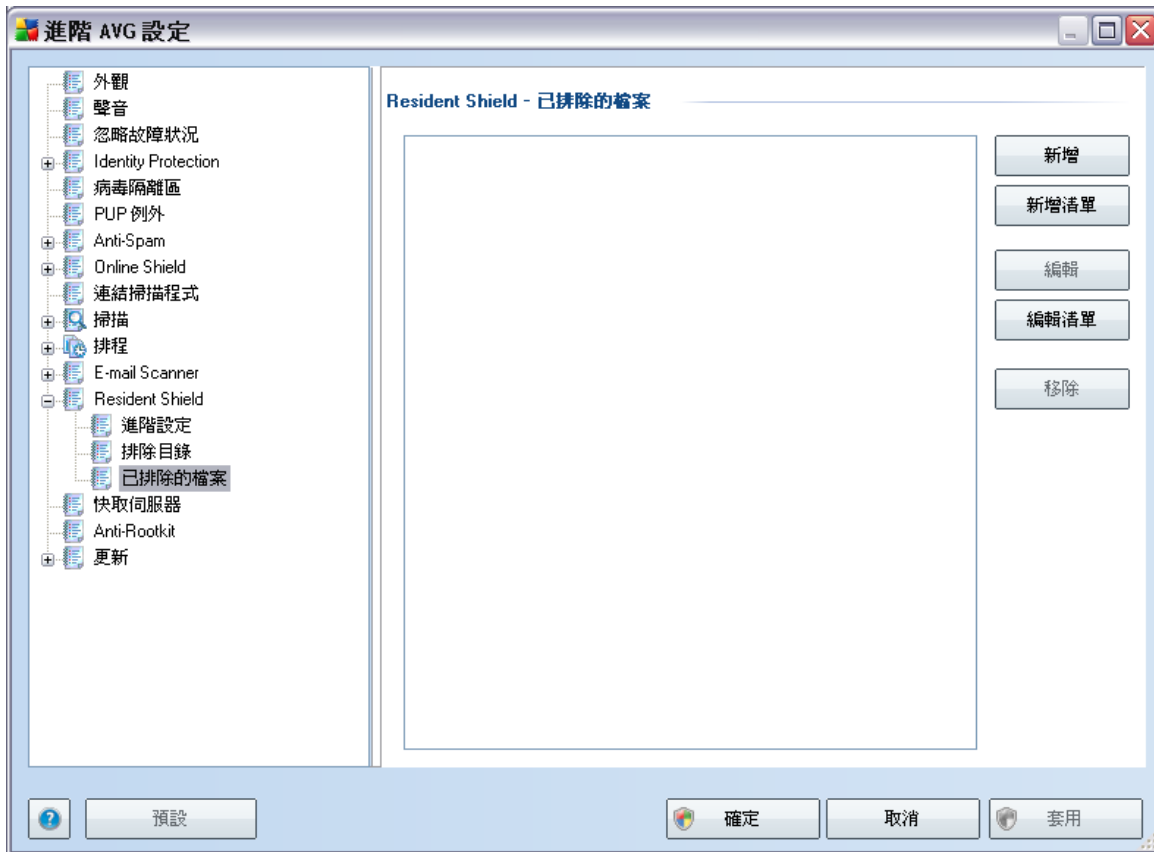 進階 AVG 設定
外觀
聲音
忽略故障狀況
Identity Protection
病毒隔離區
PUP 例外
Anti-Spam
Online Shield
連結掃描程式
掃描
排程
E-mail Scanner
Resident Shield
進階設定
排除目錄
已排除的檔案
快取伺服器
Anti-Rootkit
更新
Resident Shield - 已排除的檔案
新增
新增清單
編輯
編輯清單
移除
預設
確定
取消
套用